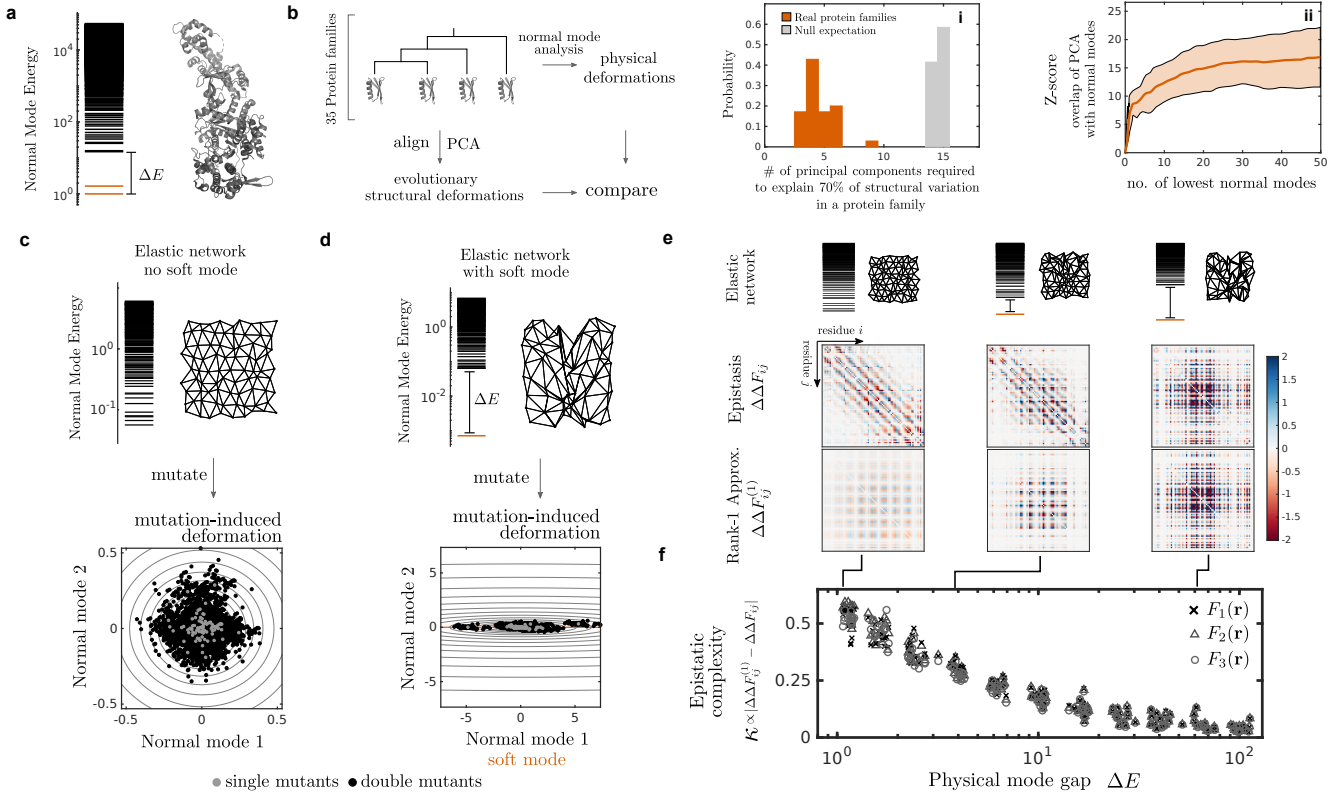 a
Normal Mode Energy
10^4
10^2
10^0
ΔE
b
35 Protein families
normal mode
analysis
physical
deformations
align
PCA
evolutionary
structural deformations
compare
i
Real protein families
Null expectation
Probability
0.6
0.5
0.4
0.3
0.2
0.1
0
0 5 10 15
# of principal components required
to explain 70% of structural variation
in a protein family
ii
Z-score
overlap of PCA
with normal modes
25
20
15
10
5
0
0 10 20 30 40 50
no. of lowest normal modes
c
Elastic network
no soft mode
Normal Mode Energy
10^0
10^-1
mutate
mutation-induced
deformation
Normal mode 2
0.5
0
-0.5
-0.5 0 0.5
Normal mode 1
d
Elastic network
with soft mode
Normal Mode Energy
10^0
10^-2
ΔE
mutate
mutation-induced
deformation
Normal mode 2
5
0
-5
-5 0 5
Normal mode 1
soft mode
single mutants double mutants
e
Elastic
network
residue i
residue j
Epistasis
ΔΔF_ij
Rank-1 Approx.
ΔΔF_ij^(1)
2
1.5
1
0.5
0
-0.5
-1
-1.5
-2
f
Epistatic
complexity
𝒦 ∝ |ΔΔF_ij^(1) − ΔΔF_ij|
0.5
0.25
0
F_1(r)
F_2(r)
F_3(r)
10^0 10^1 10^2
Physical mode gap ΔE